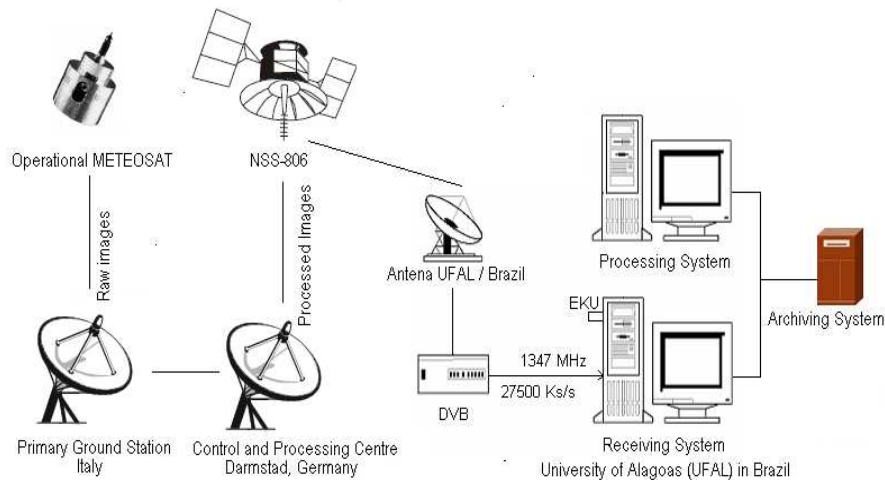 Operational METEOSAT
NSS-806
Raw images
Processed Images
Antena UFAL / Brazil
Processing System
EKU
Archiving System
1347 MHz
27500 Ks/s
DVB
Primary Ground Station
Italy
Control and Processing Centre
Darmstad, Germany
Receiving System
University of Alagoas (UFAL) in Brazil